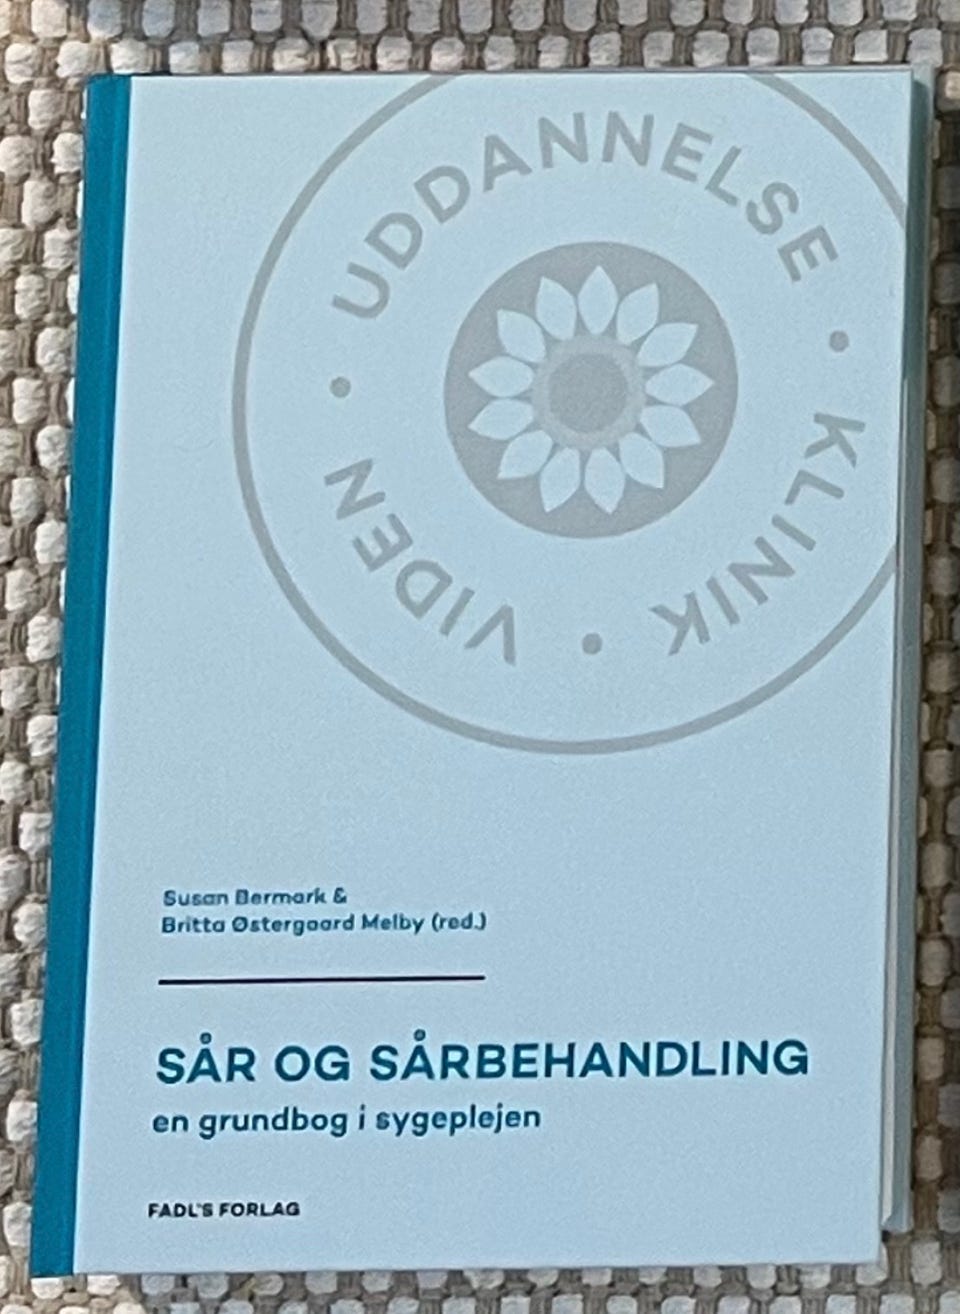 UDDANNELSE • KLINIK • VIDEN •
Susan Bermark &
Britta Østergaard Melby (red.)
SÅR OG SÅRBEHANDLING
en grundbog i sygeplejen
FADL'S FORLAG